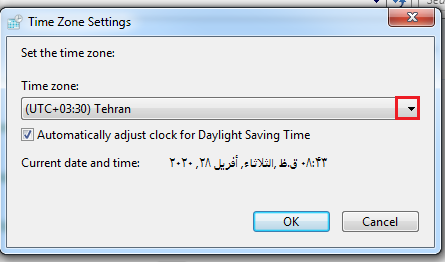 Time Zone Settings
Set the time zone:
Time zone:
(UTC+03:30) Tehran
Automatically adjust clock for Daylight Saving Time
Current date and time: ۰۸:۴۳ ق.ظ ,الثلاثاء, أفريل ۲۸, ۲۰۲۰
OK Cancel